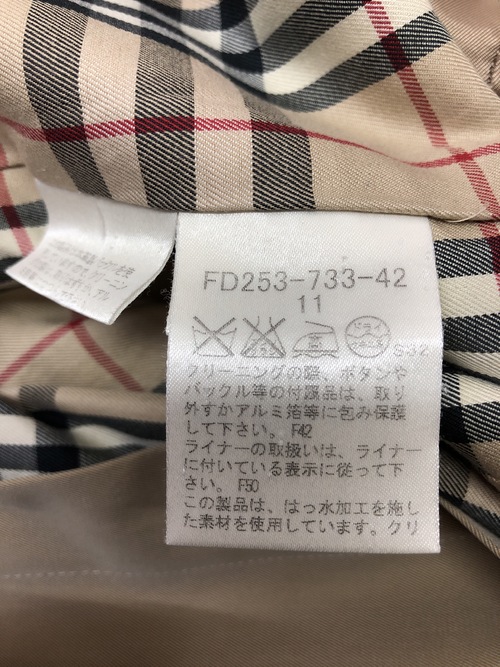 FD253-733-42
11
ドライ
S32
クリーニングの際、ボタンや
バックル等の付属品は、取り
外すかアルミ箔等に包み保護
して下さい。 F42
ライナーの取扱いは、ライナー
に付いている表示に従って下
さい。 F50
この製品は、はっ水加工を施し
た素材を使用しています。クリ